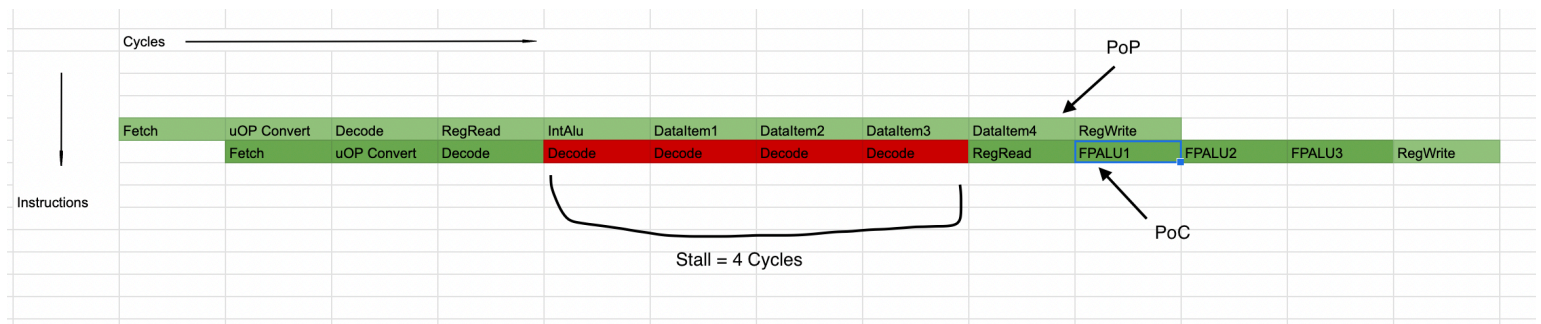 Cycles
PoP
Fetch uOP Convert Decode RegRead IntAlu DataItem1 DataItem2 DataItem3 DataItem4 RegWrite
Fetch uOP Convert Decode Decode Decode Decode Decode RegRead FPALU1 FPALU2 FPALU3 RegWrite
Instructions
PoC
Stall = 4 Cycles